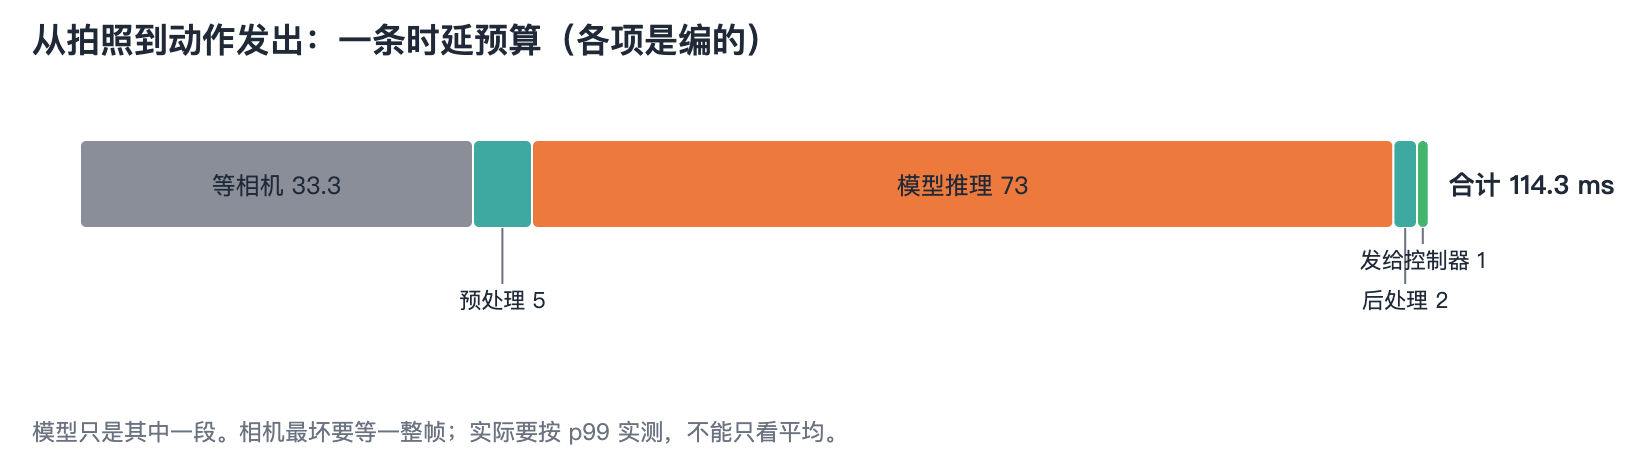 从拍照到动作发出：一条时延预算（各项是编的）
等相机 33.3
模型推理 73
合计 114.3 ms
发给控制器 1
预处理 5
后处理 2
模型只是其中一段。相机最坏要等一整帧；实际要按 p99 实测，不能只看平均。